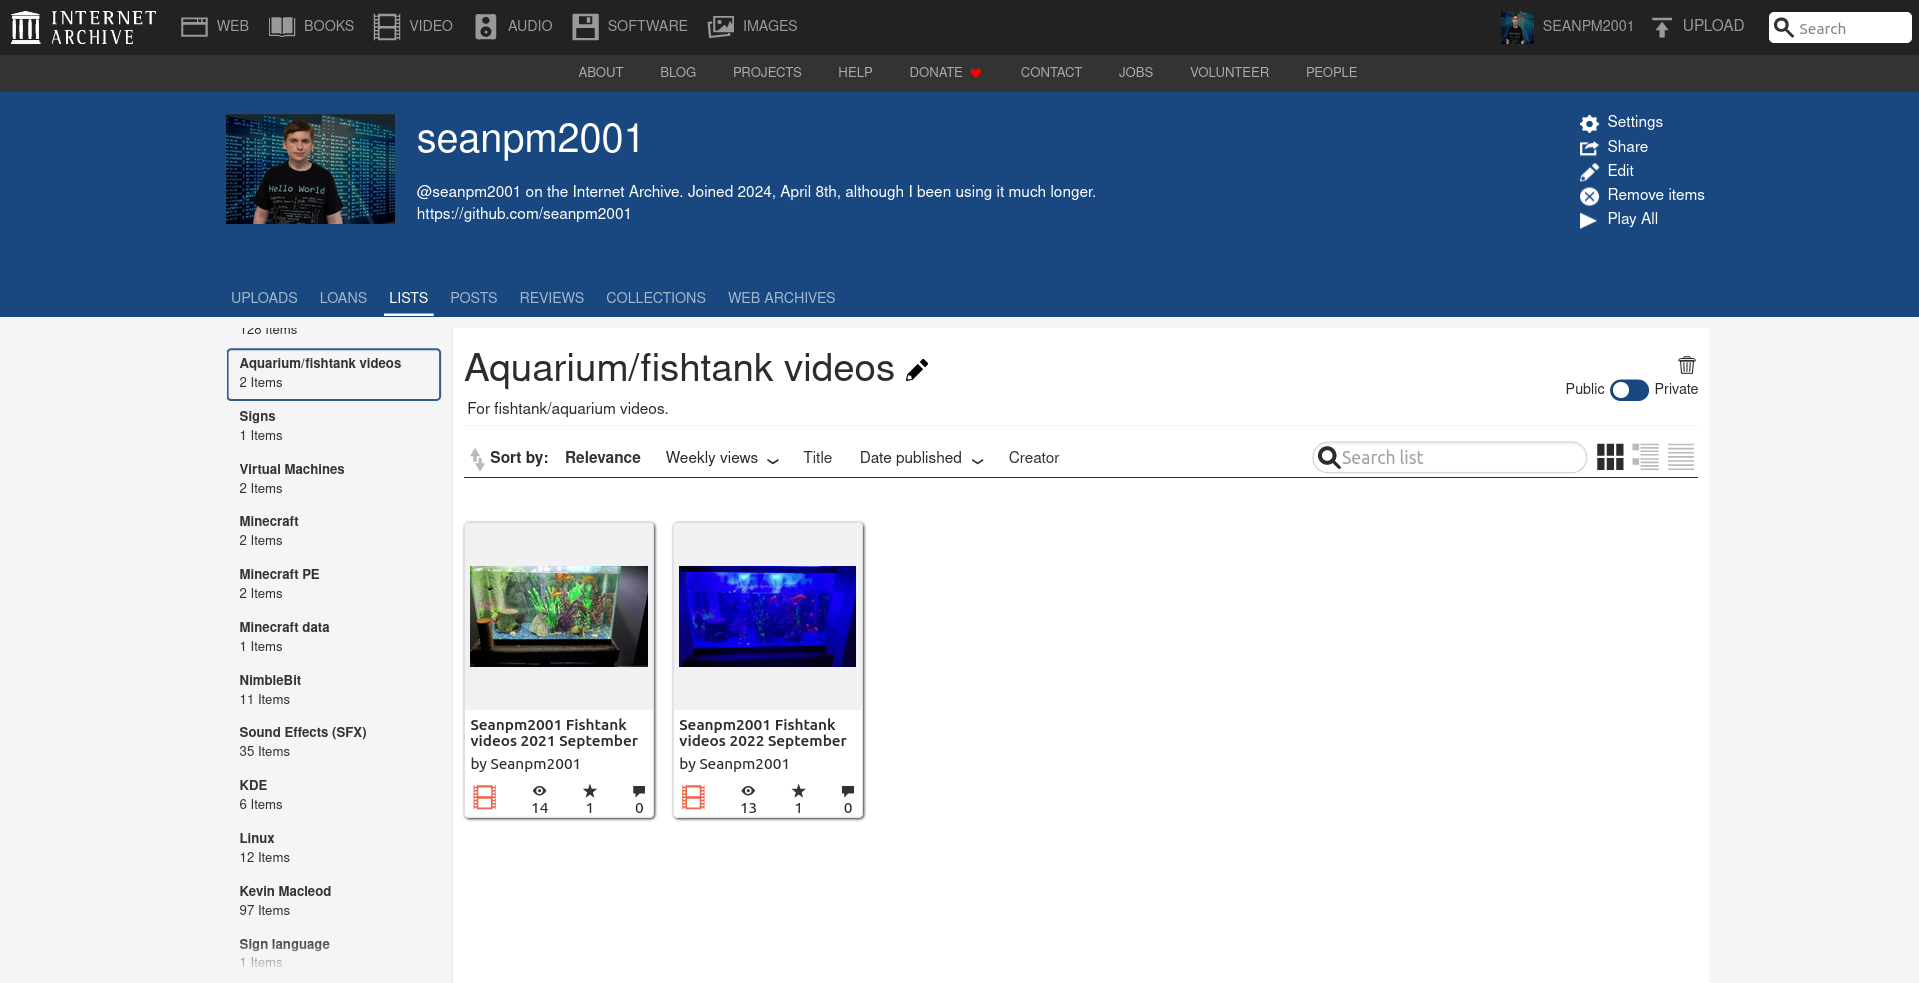 INTERNET ARCHIVE
WEB
BOOKS
VIDEO
AUDIO
SOFTWARE
IMAGES
SEANPM2001
UPLOAD
Search
ABOUT
BLOG
PROJECTS
HELP
DONATE
CONTACT
JOBS
VOLUNTEER
PEOPLE
Hello World
seanpm2001
@seanpm2001 on the Internet Archive. Joined 2024, April 8th, although I been using it much longer.
https://github.com/seanpm2001
Settings
Share
Edit
Remove items
Play All
UPLOADS
LOANS
LISTS
POSTS
REVIEWS
COLLECTIONS
WEB ARCHIVES
128 Items
Aquarium/fishtank videos
2 Items
Signs
1 Items
Virtual Machines
2 Items
Minecraft
2 Items
Minecraft PE
2 Items
Minecraft data
1 Items
NimbleBit
11 Items
Sound Effects (SFX)
35 Items
KDE
6 Items
Linux
12 Items
Kevin Macleod
97 Items
Sign language
1 Items
Aquarium/fishtank videos
For fishtank/aquarium videos.
Public
Private
Sort by:
Relevance
Weekly views
Title
Date published
Creator
Search list
Seanpm2001 Fishtank
videos 2021 September
by Seanpm2001
14
1
0
Seanpm2001 Fishtank
videos 2022 September
by Seanpm2001
13
1
0